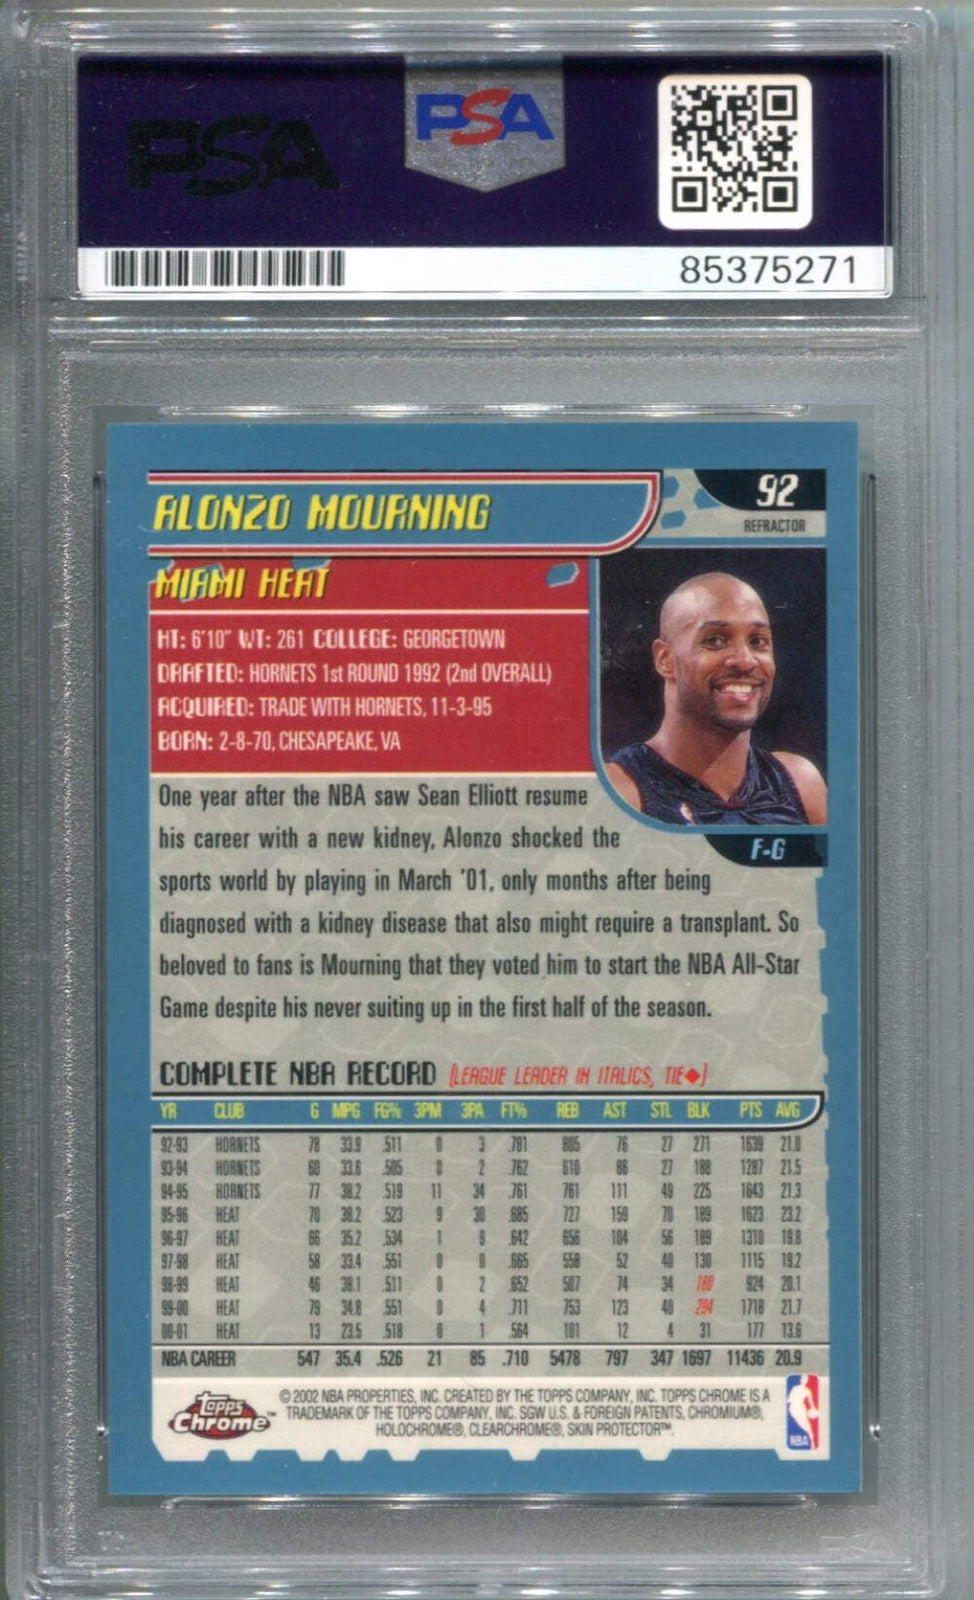 PSA
PSA
85375271
ALONZO MOURNING
92
REFRACTOR
MIAMI HEAT
HT: 6'10" WT: 261 COLLEGE: GEORGETOWN
DRAFTED: HORNETS 1st ROUND 1992 (2nd OVERALL)
ACQUIRED: TRADE WITH HORNETS, 11-3-95
BORN: 2-8-70, CHESAPEAKE, VA
F-G
One year after the NBA saw Sean Elliott resume
his career with a new kidney, Alonzo shocked the
sports world by playing in March '01, only months after being
diagnosed with a kidney disease that also might require a transplant. So
beloved to fans is Mourning that they voted him to start the NBA All-Star
Game despite his never suiting up in the first half of the season.
COMPLETE NBA RECORD (LEAGUE LEADER IN ITALICS, TIE◆)
YR CLUB G MPG FG% 3PM 3PA FT% REB AST STL BLK PTS AVG
92-93 HORNETS 78 33.9 .511 0 3 .781 805 76 27 271 1639 21.0
93-94 HORNETS 60 33.6 .505 0 2 .762 610 86 27 188 1287 21.5
94-95 HORNETS 77 38.2 .519 11 34 .761 761 111 49 225 1643 21.3
95-96 HEAT 70 38.2 .523 9 30 .685 727 159 70 189 1623 23.2
96-97 HEAT 66 35.2 .534 1 9 .642 656 104 56 189 1310 19.8
97-98 HEAT 58 33.4 .551 0 0 .665 558 52 40 130 1115 19.2
98-99 HEAT 46 38.1 .511 0 2 .652 507 74 34 180 924 20.1
99-00 HEAT 79 34.8 .551 0 4 .711 753 123 40 294 1718 21.7
00-01 HEAT 13 23.5 .518 0 1 .564 101 12 4 31 177 13.6
NBA CAREER 547 35.4 .526 21 85 .710 5478 797 347 1697 11436 20.9
Topps
Chrome™
© 2002 NBA PROPERTIES, INC. CREATED BY THE TOPPS COMPANY, INC. TOPPS CHROME IS A
TRADEMARK OF THE TOPPS COMPANY, INC. SGW U.S. & FOREIGN PATENTS, CHROMIUM®,
HOLOCHROME®, CLEARCHROME®, SKIN PROTECTOR™.
NBA